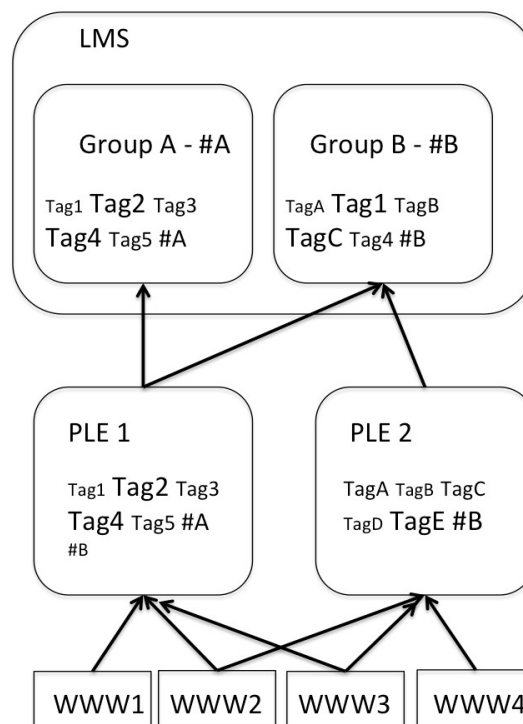 LMS
Group A - #A
Tag1 Tag2 Tag3
Tag4 Tag5 #A
Group B - #B
TagA Tag1 TagB
TagC Tag4 #B
PLE 1
Tag1 Tag2 Tag3
Tag4 Tag5 #A
#B
PLE 2
TagA TagB TagC
TagD TagE #B
WWW1
WWW2
WWW3
WWW4